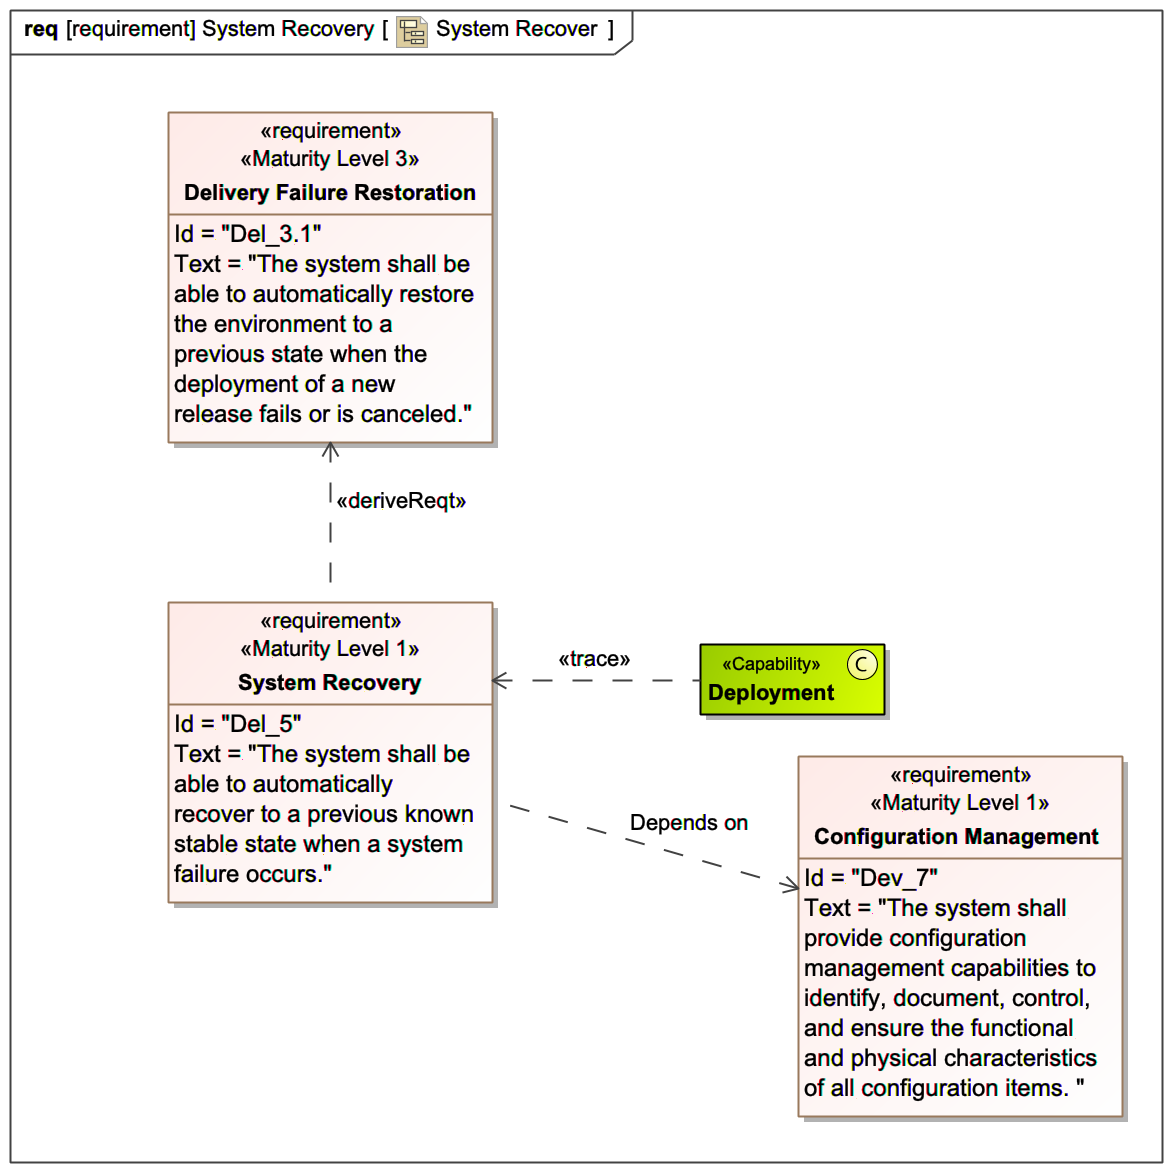 req [requirement] System Recovery [ System Recover ]
«requirement»
«Maturity Level 3»
Delivery Failure Restoration
Id = "Del_3.1"
Text = "The system shall be
able to automatically restore
the environment to a
previous state when the
deployment of a new
release fails or is canceled."
«deriveReqt»
«requirement»
«Maturity Level 1»
System Recovery
Id = "Del_5"
Text = "The system shall be
able to automatically
recover to a previous known
stable state when a system
failure occurs."
«trace»
«Capability»
C
Deployment
Depends on
«requirement»
«Maturity Level 1»
Configuration Management
Id = "Dev_7"
Text = "The system shall
provide configuration
management capabilities to
identify, document, control,
and ensure the functional
and physical characteristics
of all configuration items. "